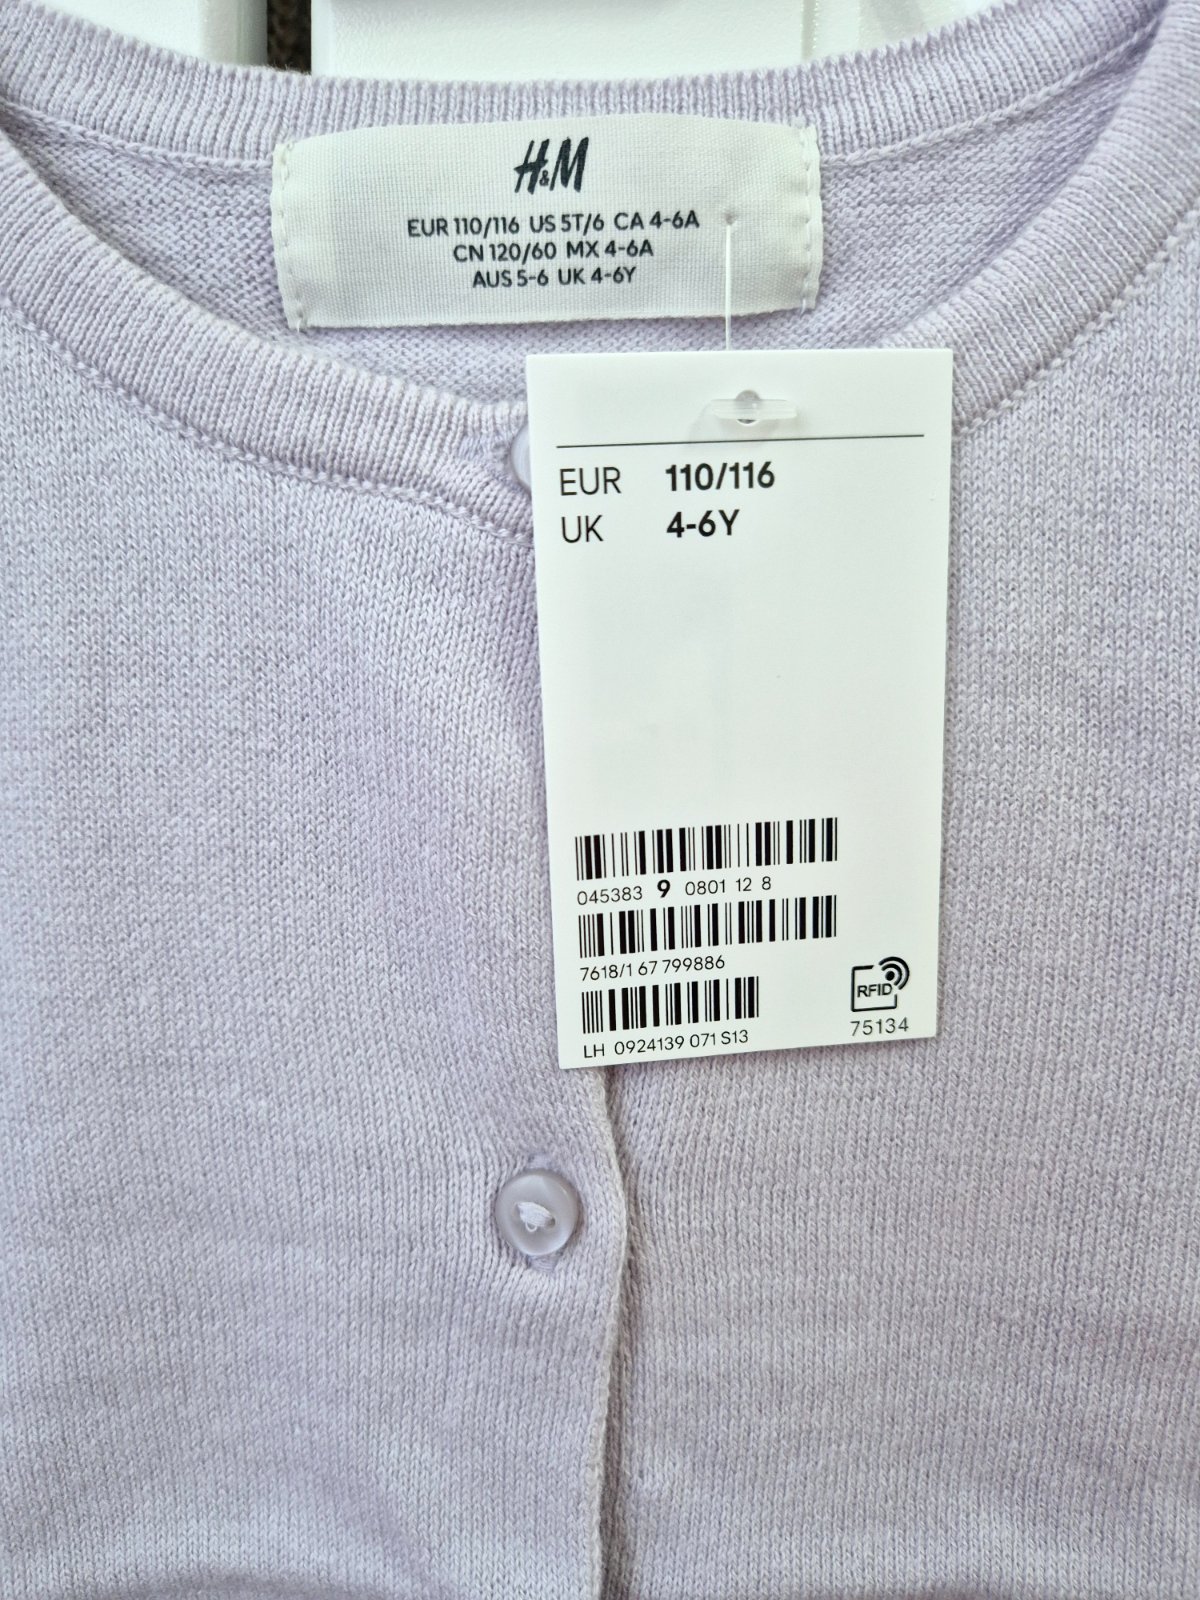 H&M
EUR 110/116 US 5T/6 CA 4-6A
CN 120/60 MX 4-6A
AUS 5-6 UK 4-6Y
EUR 110/116
UK 4-6Y
045383 9 0801 12 8
7618/1 67 799886
LH 0924139 071 S13
RFID
75134